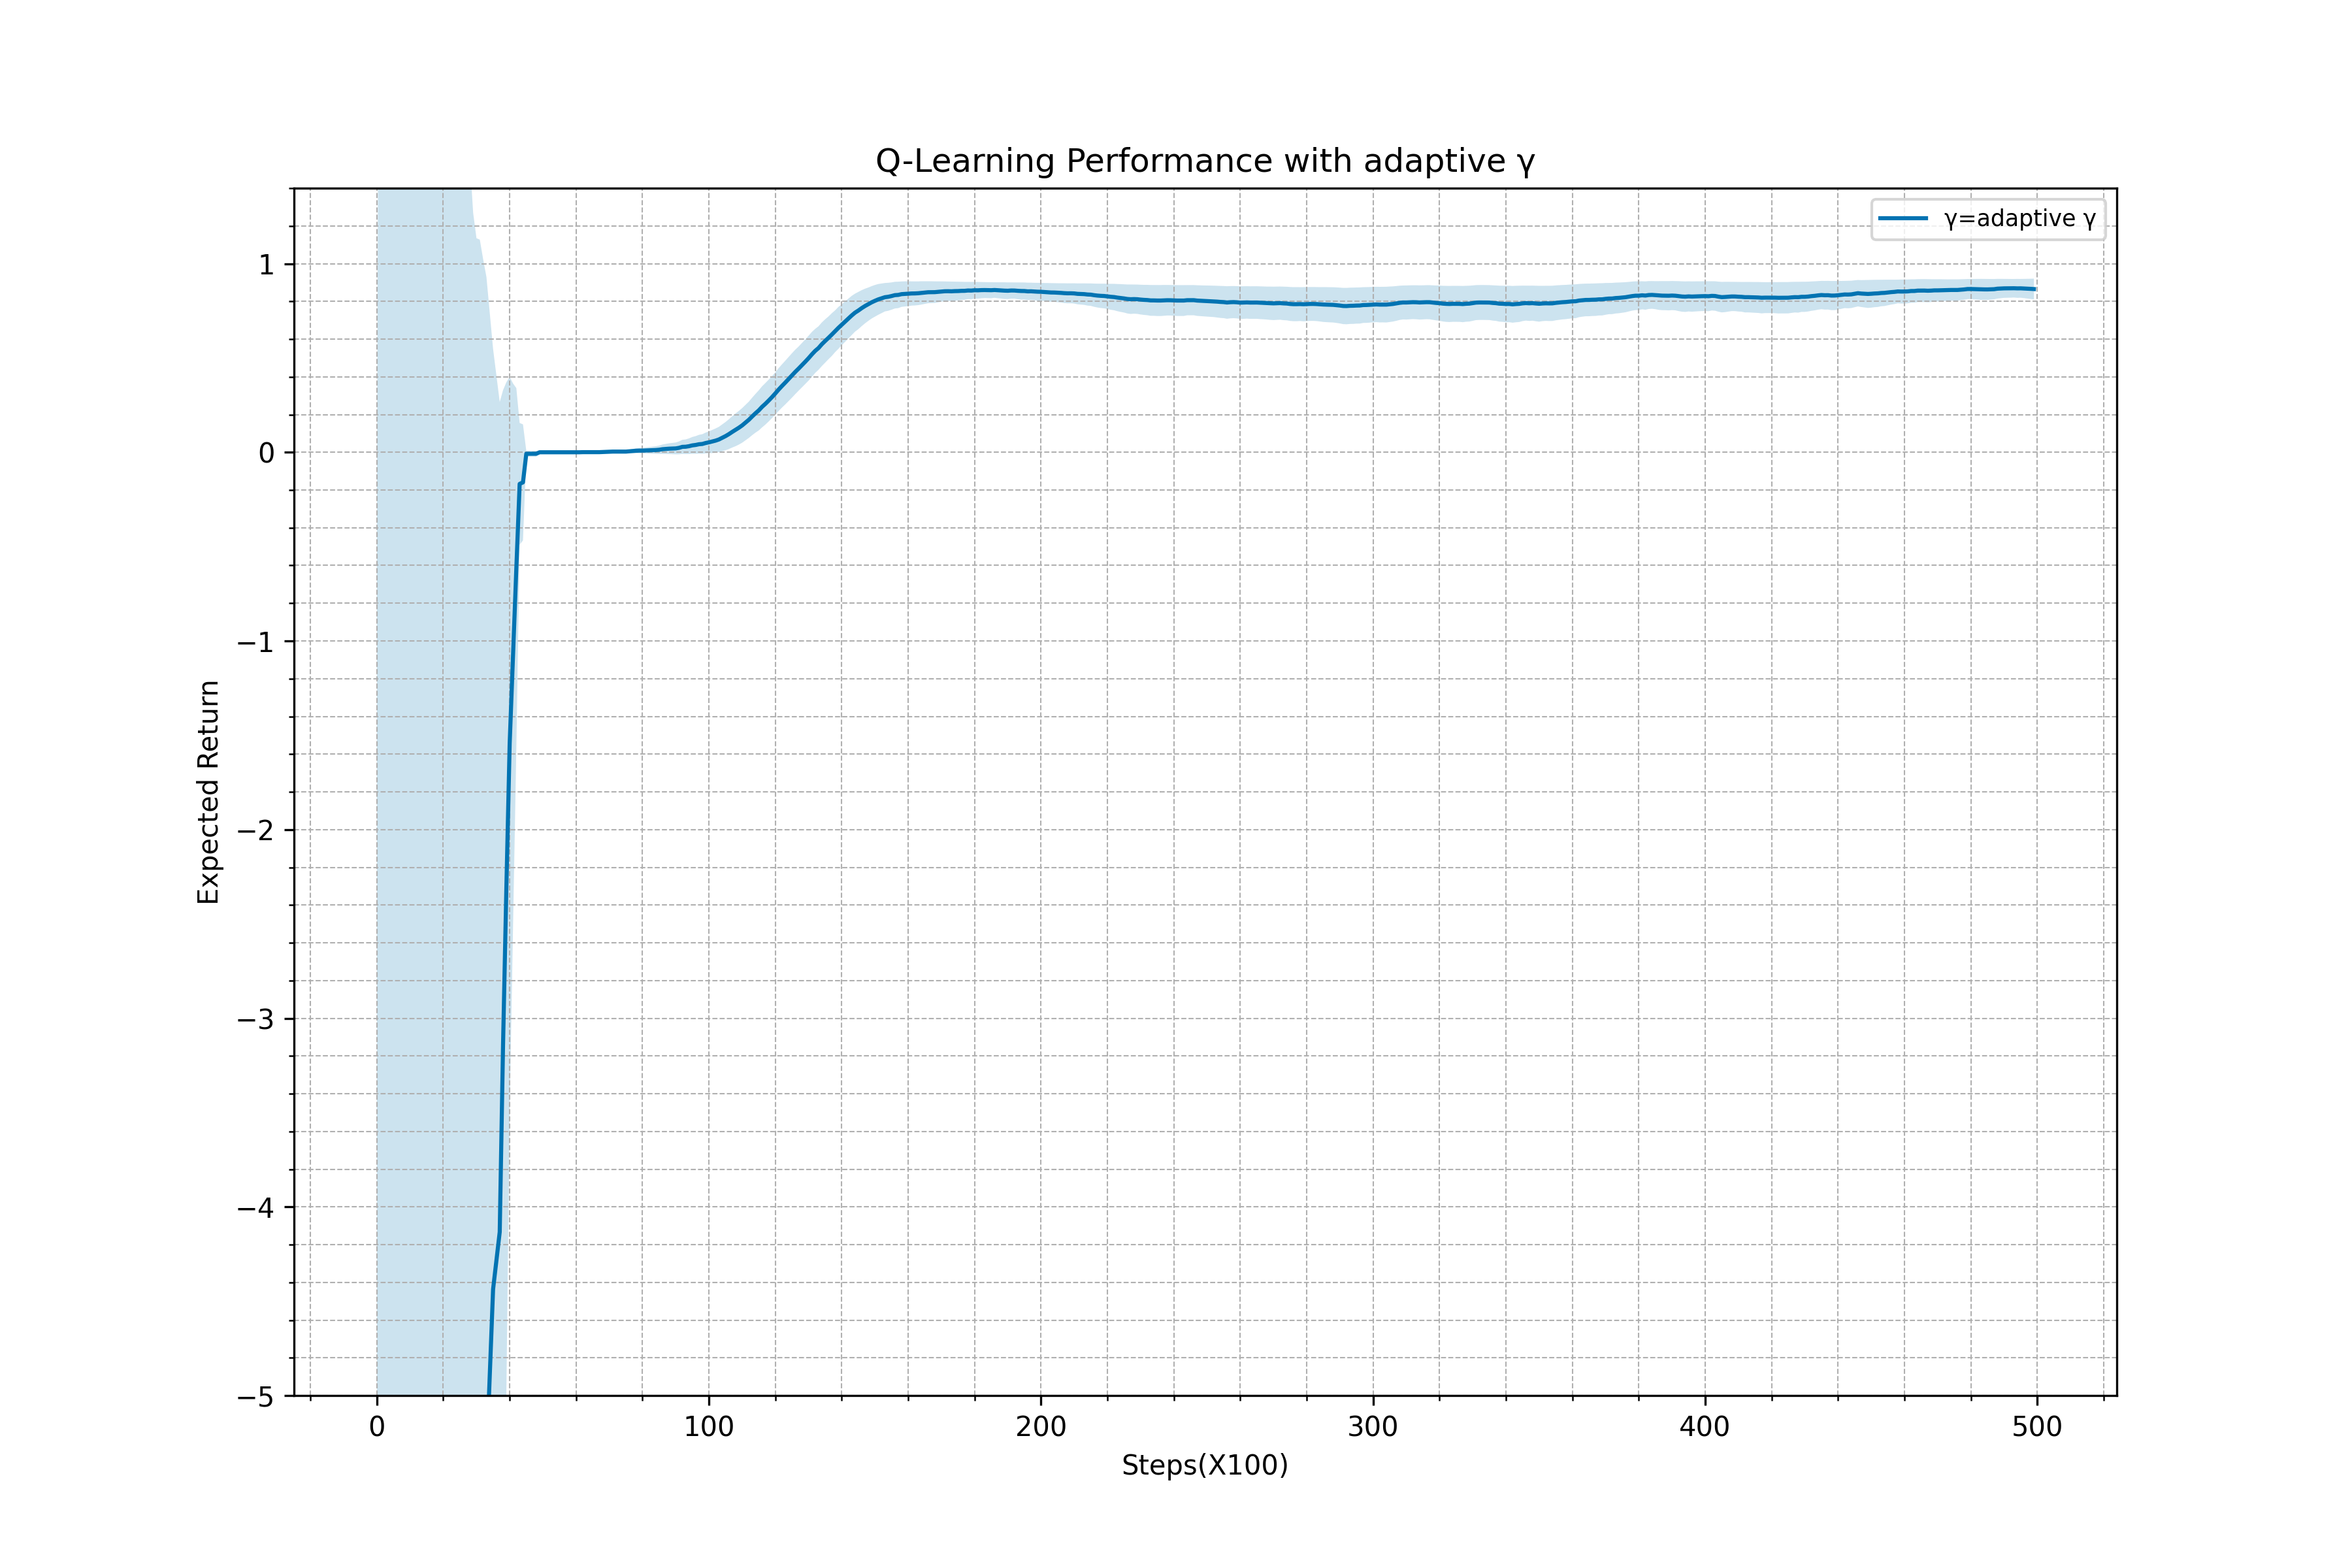 Q-Learning Performance with adaptive γ
γ=adaptive γ
1
0
−1
−2
−3
−4
−5
Expected Return
0 100 200 300 400 500
Steps(X100)